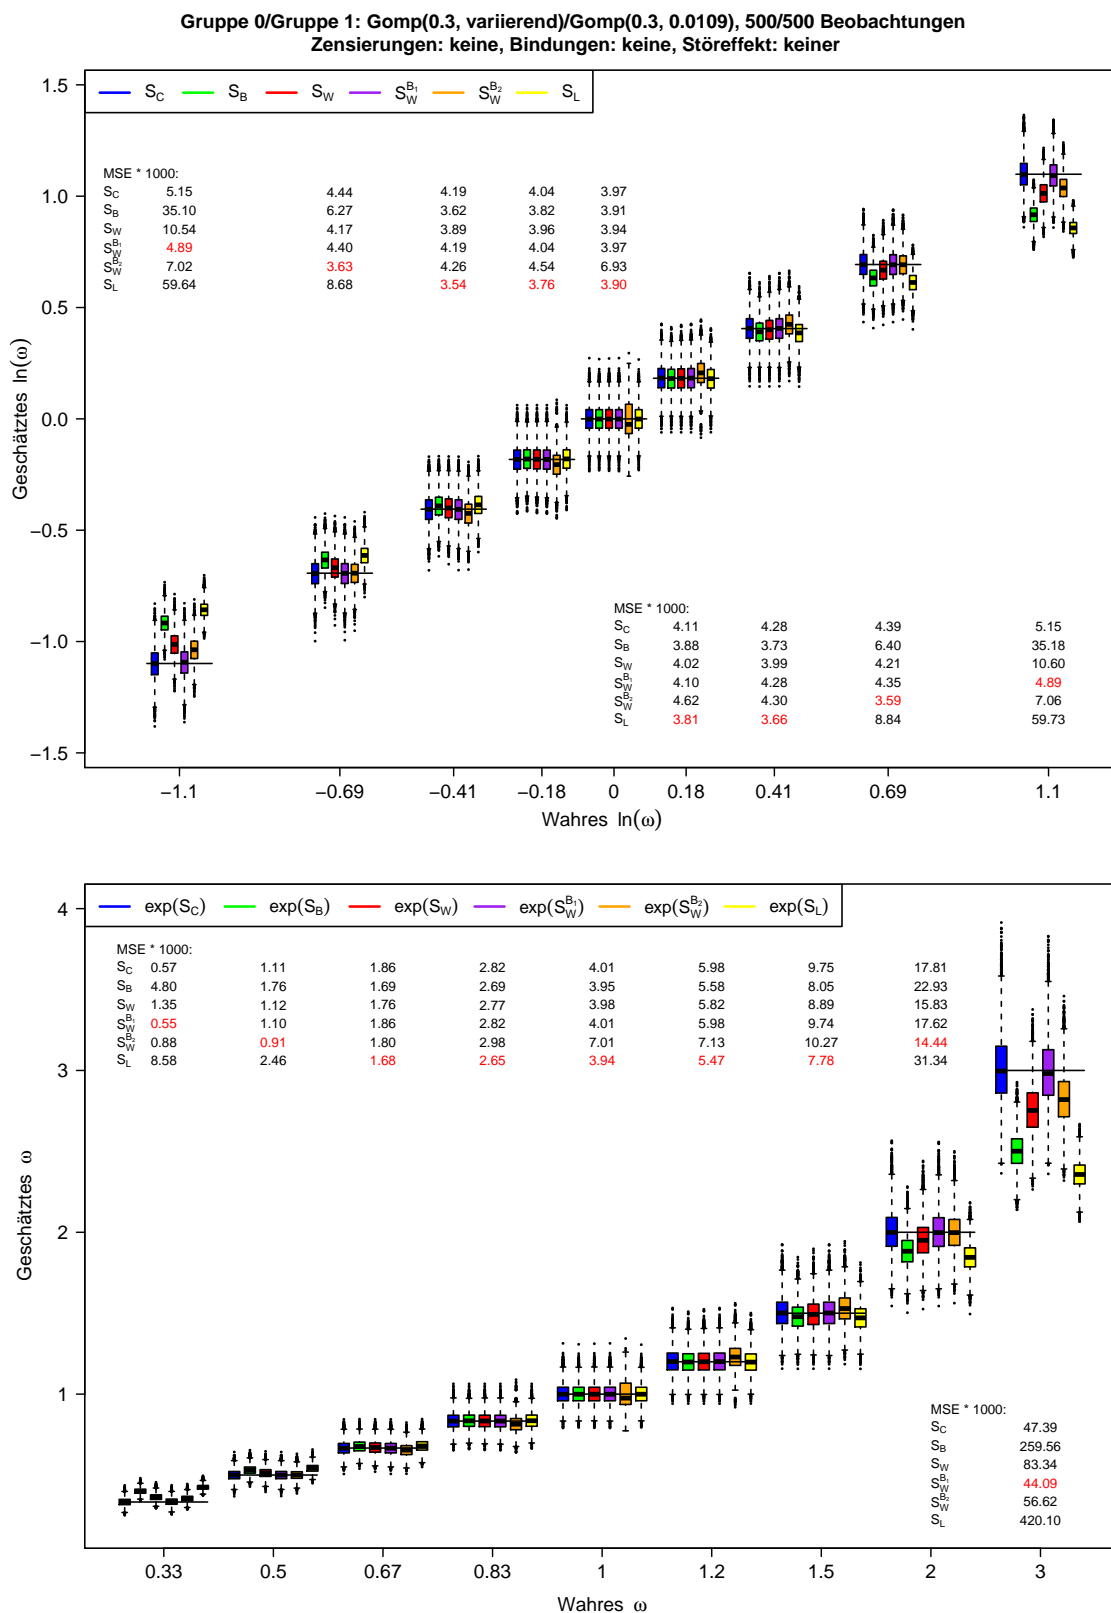 Gruppe 0/Gruppe 1: Gomp(0.3, variierend)/Gomp(0.3, 0.0109), 500/500 Beobachtungen
Zensierungen: keine, Bindungen: keine, Störeffekt: keiner
S_C S_B S_W S_W^{B_1} S_W^{B_2} S_L
MSE * 1000:
S_C 5.15 4.44 4.19 4.04 3.97
S_B 35.10 6.27 3.62 3.82 3.91
S_W 10.54 4.17 3.89 3.96 3.94
S_W^{B_1} 4.89 4.40 4.19 4.04 3.97
S_W^{B_2} 7.02 3.63 4.26 4.54 6.93
S_L 59.64 8.68 3.54 3.76 3.90
MSE * 1000:
S_C 4.11 4.28 4.39 5.15
S_B 3.88 3.73 6.40 35.18
S_W 4.02 3.99 4.21 10.60
S_W^{B_1} 4.10 4.28 4.35 4.89
S_W^{B_2} 4.62 4.30 3.59 7.06
S_L 3.81 3.66 8.84 59.73
1.5
1.0
0.5
0.0
−0.5
−1.0
−1.5
Geschätztes ln(ω)
−1.1 −0.69 −0.41 −0.18 0 0.18 0.41 0.69 1.1
Wahres ln(ω)
exp(S_C) exp(S_B) exp(S_W) exp(S_W^{B_1}) exp(S_W^{B_2}) exp(S_L)
MSE * 1000:
S_C 0.57 1.11 1.86 2.82 4.01 5.98 9.75 17.81
S_B 4.80 1.76 1.69 2.69 3.95 5.58 8.05 22.93
S_W 1.35 1.12 1.76 2.77 3.98 5.82 8.89 15.83
S_W^{B_1} 0.55 1.10 1.86 2.82 4.01 5.98 9.74 17.62
S_W^{B_2} 0.88 0.91 1.80 2.98 7.01 7.13 10.27 14.44
S_L 8.58 2.46 1.68 2.65 3.94 5.47 7.78 31.34
MSE * 1000:
S_C 47.39
S_B 259.56
S_W 83.34
S_W^{B_1} 44.09
S_W^{B_2} 56.62
S_L 420.10
4
3
2
1
Geschätztes ω
0.33 0.5 0.67 0.83 1 1.2 1.5 2 3
Wahres ω